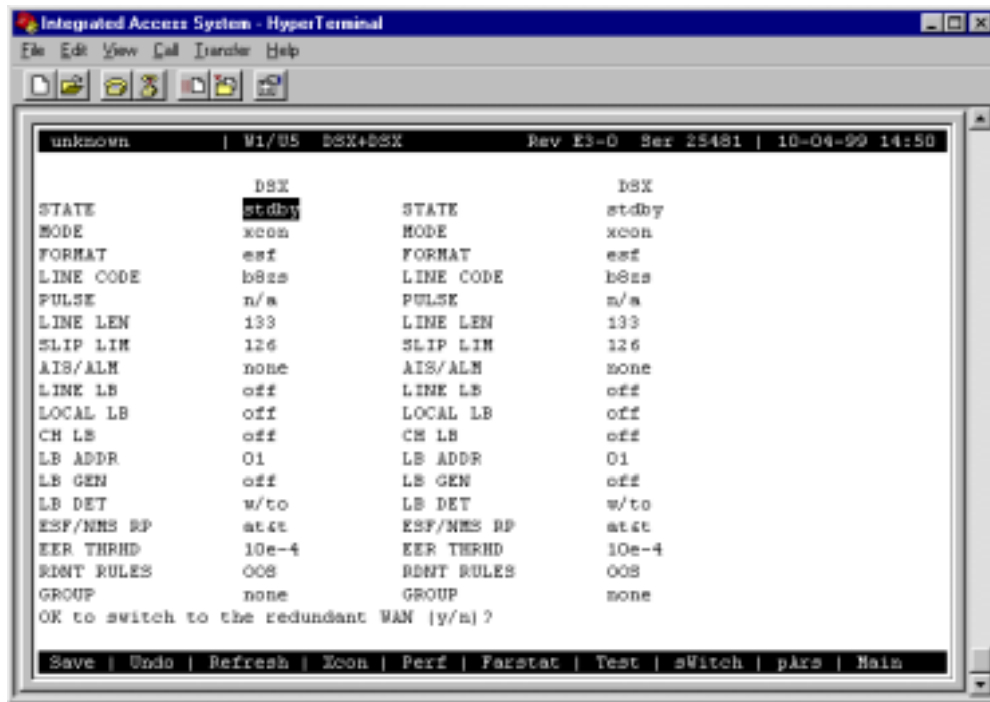 Integrated Access System - HyperTerminal
File Edit View Call Transfer Help
unknown | W1/U5 DSX+DSX Rev E3-0 Ser 25481 | 10-04-99 14:50
DSX DSX
STATE stdby STATE stdby
MODE xcon MODE xcon
FORMAT esf FORMAT esf
LINE CODE b8zs LINE CODE b8zs
PULSE n/a PULSE n/a
LINE LEN 133 LINE LEN 133
SLIP LIM 126 SLIP LIM 126
AIS/ALM none AIS/ALM none
LINE LB off LINE LB off
LOCAL LB off LOCAL LB off
CH LB off CH LB off
LB ADDR 01 LB ADDR 01
LB GEN off LB GEN off
LB DET w/to LB DET w/to
ESF/NMS RP at&t ESF/NMS RP at&t
EER THRHD 10e-4 EER THRHD 10e-4
RDNT RULES OOS RDNT RULES OOS
GROUP none GROUP none
OK to switch to the redundant WAN (y/n)?
Save | Undo | Refresh | Xcon | Perf | Farstat | Test | sWitch | pArs | Main